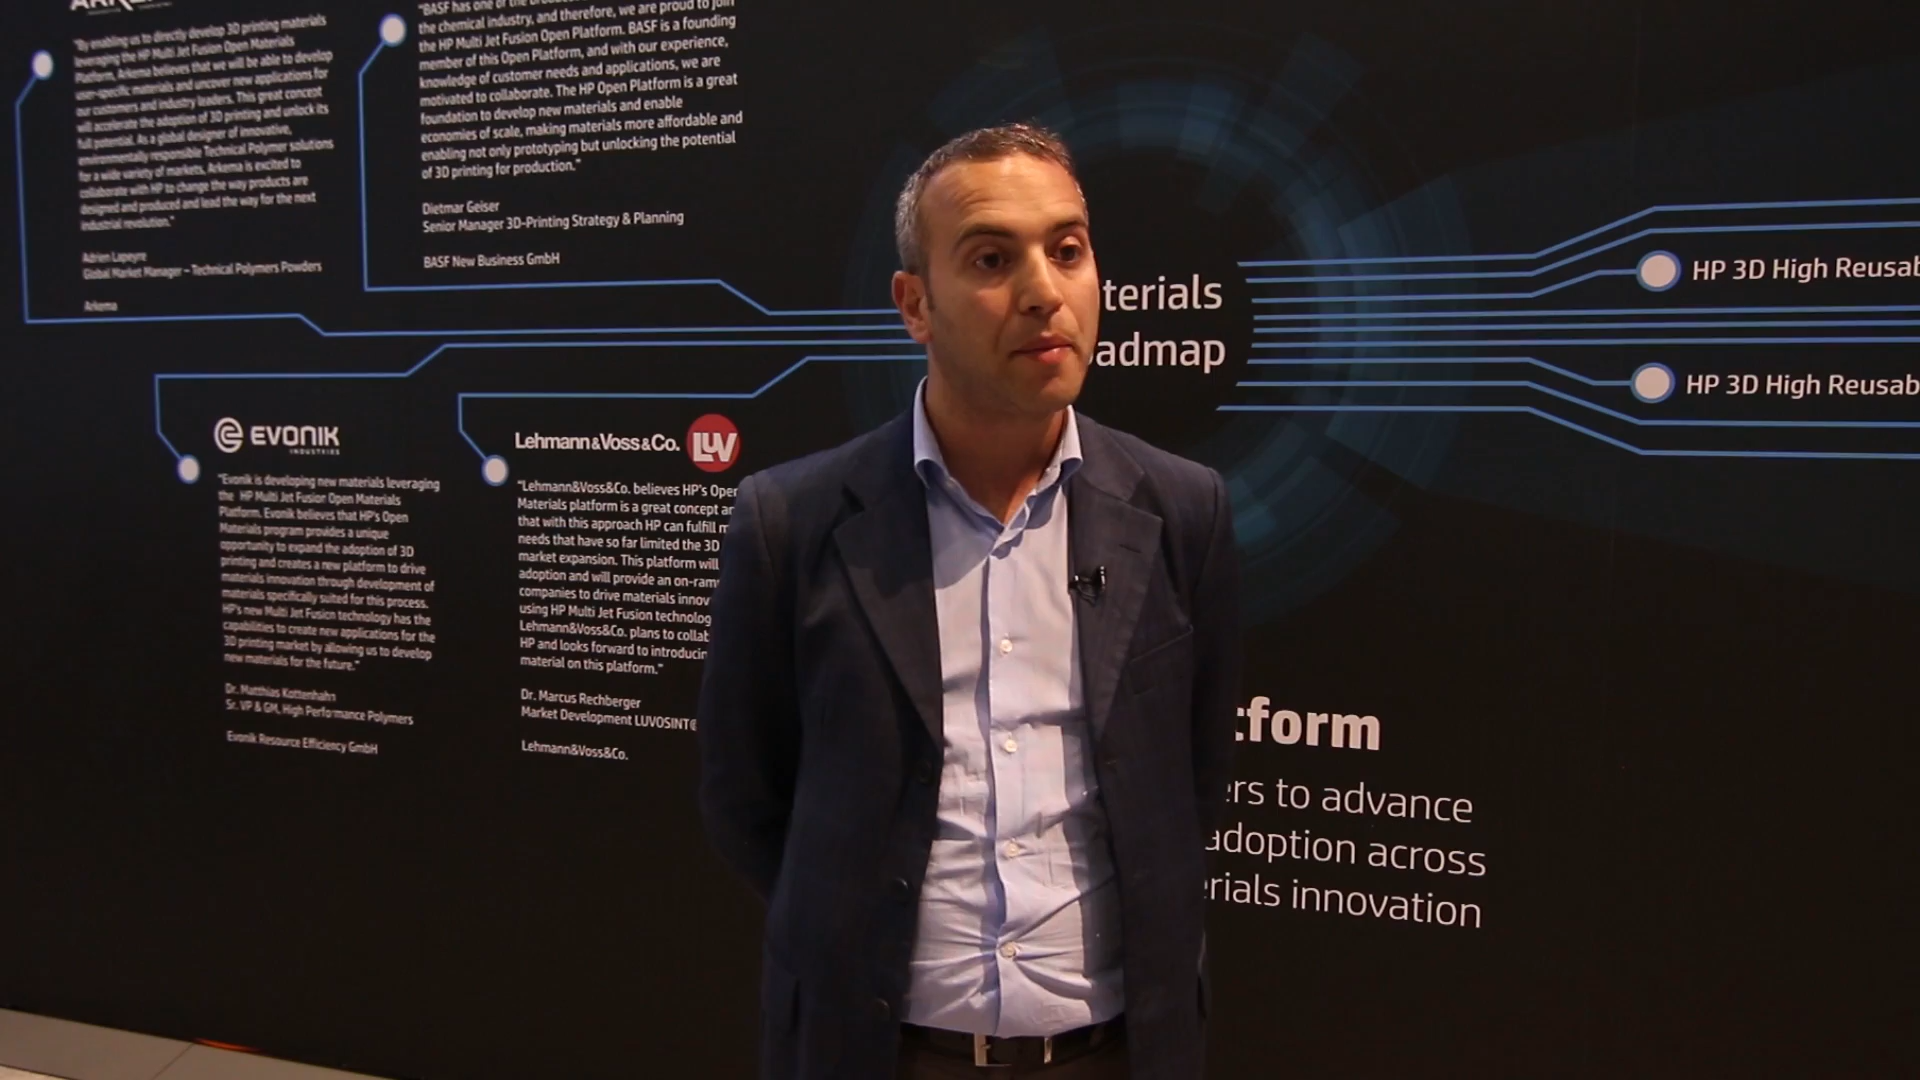 "By enabling us to directly develop 3D printing materials
leveraging the HP Multi Jet Fusion Open Materials
Platform, Arkema believes that we will be able to develop
user-specific materials and uncover new applications for
our customers and industry leaders. This great concept
will accelerate the adoption of 3D printing and unlock its
full potential. As a global designer of innovative,
environmentally responsible Technical Polymer solutions
for a wide variety of markets, Arkema is excited to
collaborate with HP to change the way products are
designed and produced and lead the way for the next
industrial revolution."
Adrien Lapeyre
Global Market Manager – Technical Polymers Powders
Arkema
"BASF has one of the
the chemical industry, and therefore, we are proud to join
the HP Multi Jet Fusion Open Platform. BASF is a founding
member of this Open Platform, and with our experience,
knowledge of customer needs and applications, we are
motivated to collaborate. The HP Open Platform is a great
foundation to develop new materials and enable
economies of scale, making materials more affordable and
enabling not only prototyping but unlocking the potential
of 3D printing for production."
Dietmar Geiser
Senior Manager 3D-Printing Strategy & Planning
BASF New Business GmbH
terials
admap
HP 3D High Reusab
HP 3D High Reusab
EVONIK
INDUSTRIES
"Evonik is developing new materials leveraging
the HP Multi Jet Fusion Open Materials
Platform. Evonik believes that HP's Open
Materials program provides a unique
opportunity to expand the adoption of 3D
printing and creates a new platform to drive
materials innovation through development of
materials specifically suited for this process.
HP's new Multi Jet Fusion technology has the
capabilities to create new applications for the
3D printing market by allowing us to develop
new materials for the future."
Dr. Matthias Kottenhahn
Sr. VP & GM, High Performance Polymers
Evonik Resource Efficiency GmbH
Lehmann&Voss&Co. LUV
"Lehmann&Voss&Co. believes HP's Open
Materials platform is a great concept an
that with this approach HP can fulfill m
needs that have so far limited the 3D
market expansion. This platform will
adoption and will provide an on-ram
companies to drive materials innov
using HP Multi Jet Fusion technolog
Lehmann&Voss&Co. plans to collab
HP and looks forward to introducin
material on this platform."
Dr. Marcus Rechberger
Market Development LUVOSINT®
Lehmann&Voss&Co.
tform
ers to advance
adoption across
erials innovation